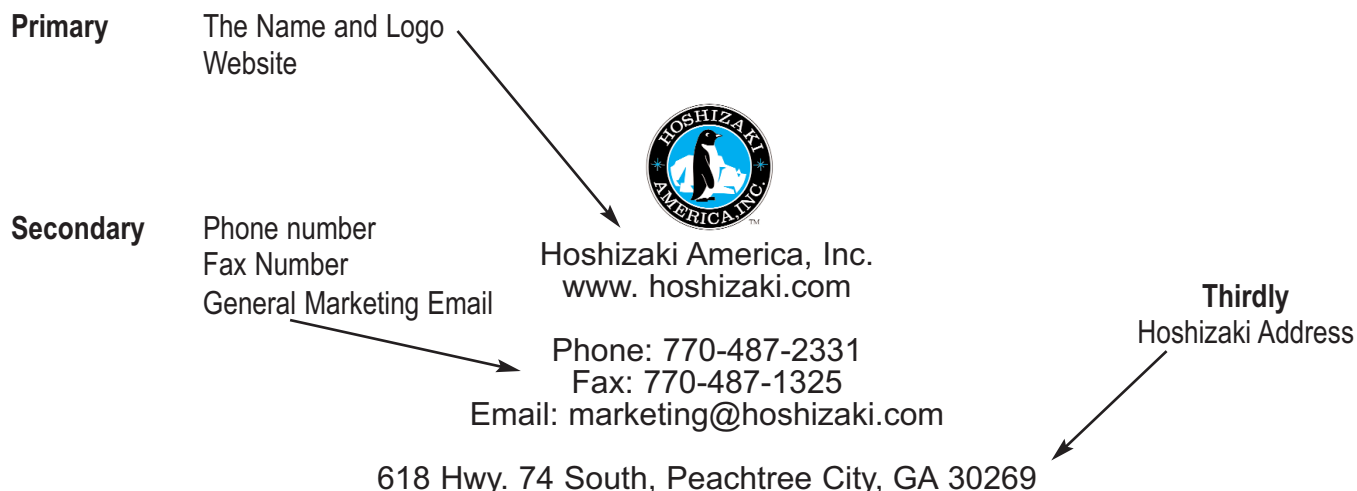 Primary The Name and Logo
Website
HOSHIZAKI
AMERICA, INC.
TM
Secondary Phone number
Fax Number
General Marketing Email
Hoshizaki America, Inc.
www. hoshizaki.com
Thirdly
Hoshizaki Address
Phone: 770-487-2331
Fax: 770-487-1325
Email: marketing@hoshizaki.com
618 Hwy. 74 South, Peachtree City, GA 30269